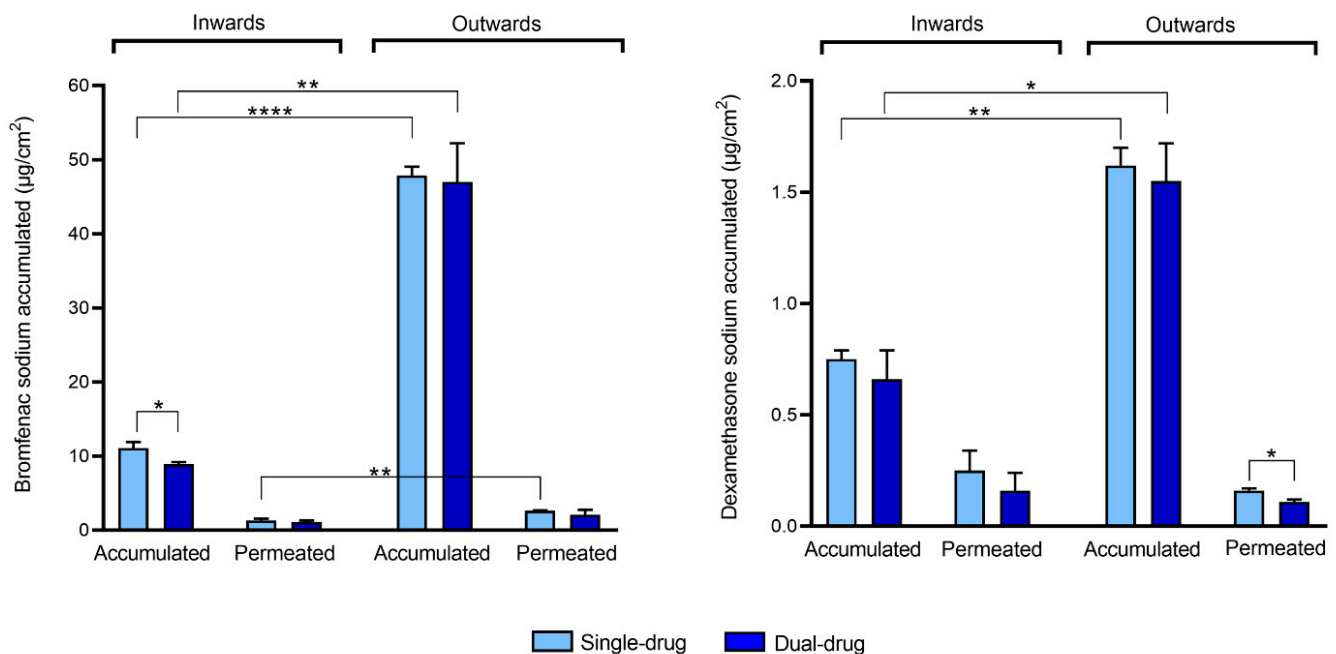 Inwards
Outwards
Bromfenac sodium accumulated (µg/cm²)
60
50
40
30
20
10
0
**
****
*
**
Accumulated
Permeated
Accumulated
Permeated
Inwards
Outwards
Dexamethasone sodium accumulated (µg/cm²)
2.0
1.5
1.0
0.5
0.0
*
**
*
Accumulated
Permeated
Accumulated
Permeated
Single-drug
Dual-drug